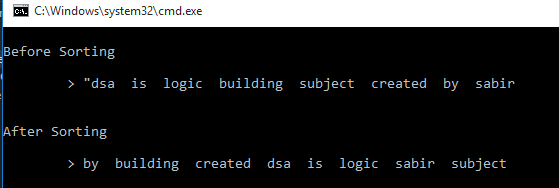 C:\Windows\system32\cmd.exe
Before Sorting
> "dsa is logic building subject created by sabir
After Sorting
> by building created dsa is logic sabir subject